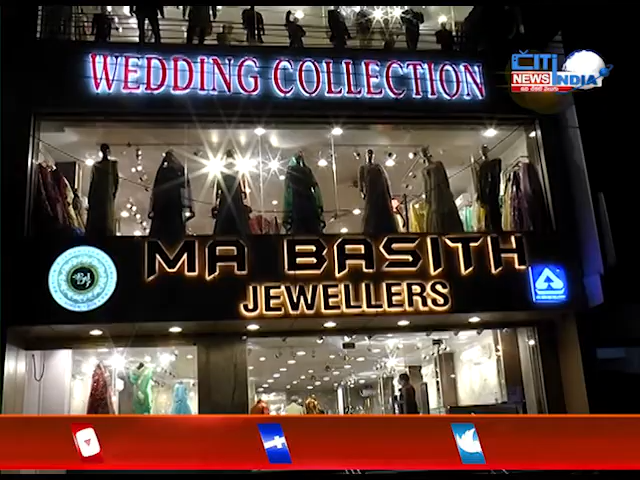 WEDDING COLLECTION
CITI
NEWS INDIA
MA BASITH
JEWELLERS